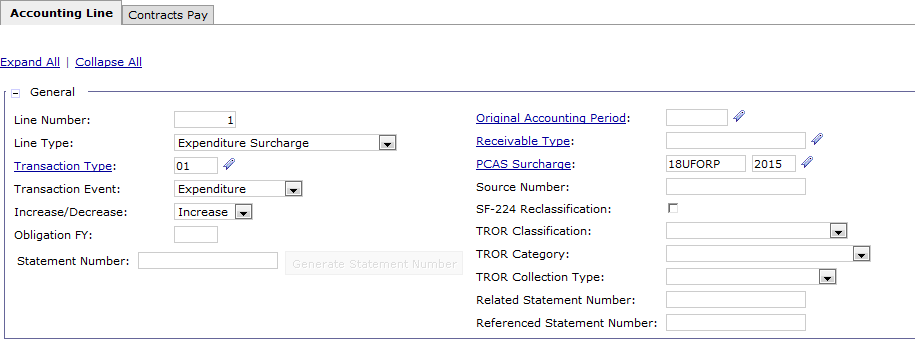 Accounting Line Contracts Pay
Expand All | Collapse All
General
Line Number: 1
Line Type: Expenditure Surcharge
Transaction Type: 01
Transaction Event: Expenditure
Increase/Decrease: Increase
Obligation FY:
Statement Number: Generate Statement Number
Original Accounting Period:
Receivable Type:
PCAS Surcharge: 18UFORP 2015
Source Number:
SF-224 Reclassification:
TROR Classification:
TROR Category:
TROR Collection Type:
Related Statement Number:
Referenced Statement Number: